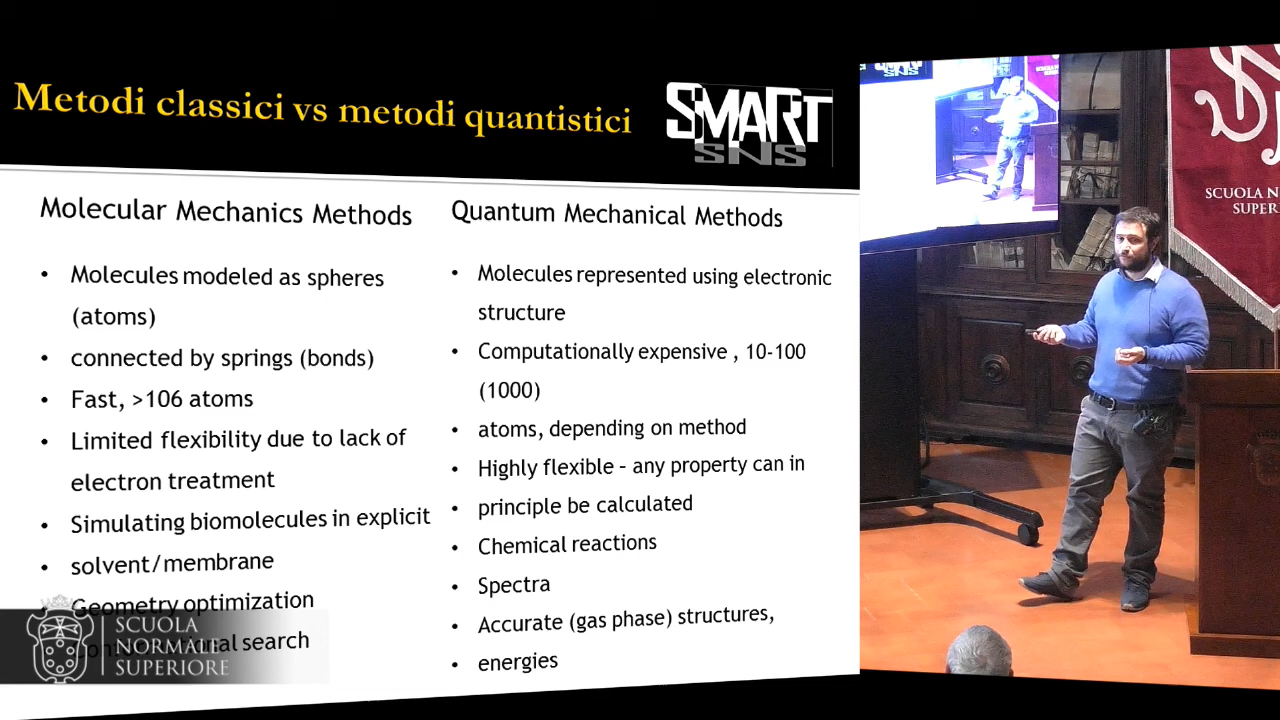 Metodi classici vs metodi quantistici
SMART
SNS
Molecular Mechanics Methods
• Molecules modeled as spheres
(atoms)
• connected by springs (bonds)
• Fast, >106 atoms
• Limited flexibility due to lack of
electron treatment
• Simulating biomolecules in explicit
• solvent/membrane
• Geometry optimization
search
Quantum Mechanical Methods
• Molecules represented using electronic
structure
• Computationally expensive , 10-100
(1000)
• atoms, depending on method
• Highly flexible – any property can in
• principle be calculated
• Chemical reactions
• Spectra
• Accurate (gas phase) structures,
• energies
SCUOLA
NORMALE
SUPERIORE
SNS
SCUOLA